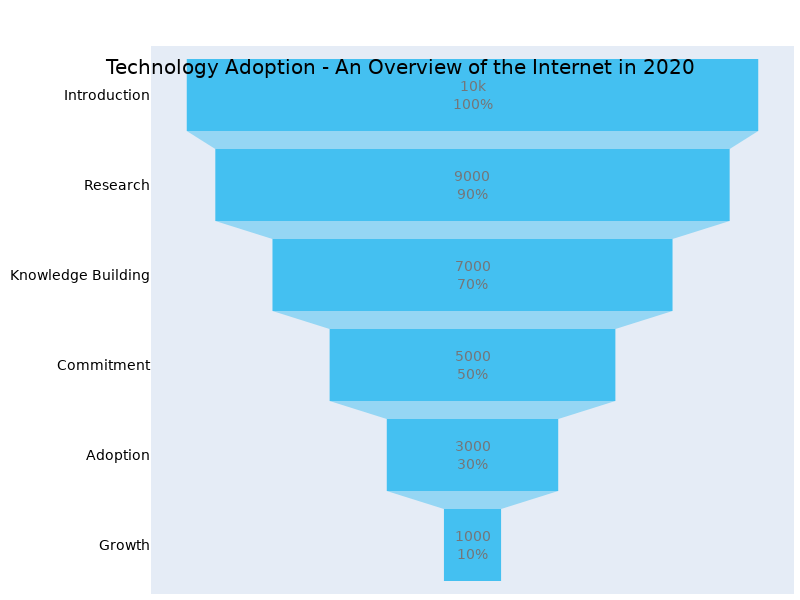 Technology Adoption - An Overview of the Internet in 2020
Introduction
10k
100%
Research
9000
90%
Knowledge Building
7000
70%
Commitment
5000
50%
Adoption
3000
30%
Growth
1000
10%